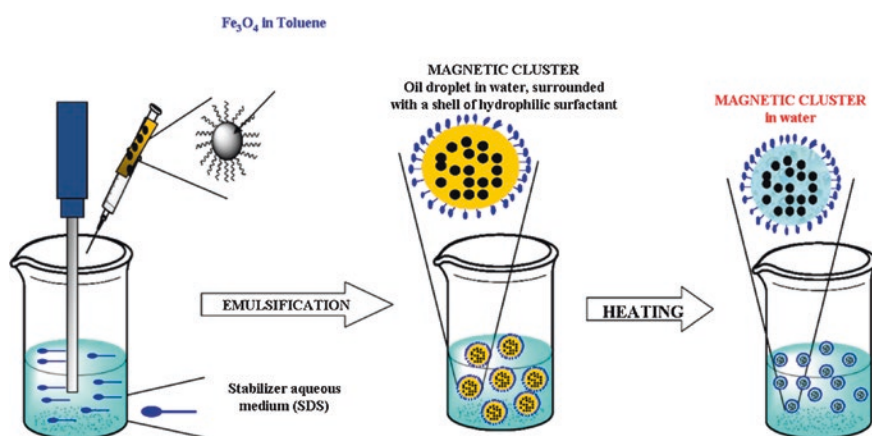 Fe₃O₄ in Toluene
MAGNETIC CLUSTER
Oil droplet in water, surrounded
with a shell of hydrophilic surfactant
MAGNETIC CLUSTER
in water
EMULSIFICATION
HEATING
Stabilizer aqueous
medium (SDS)